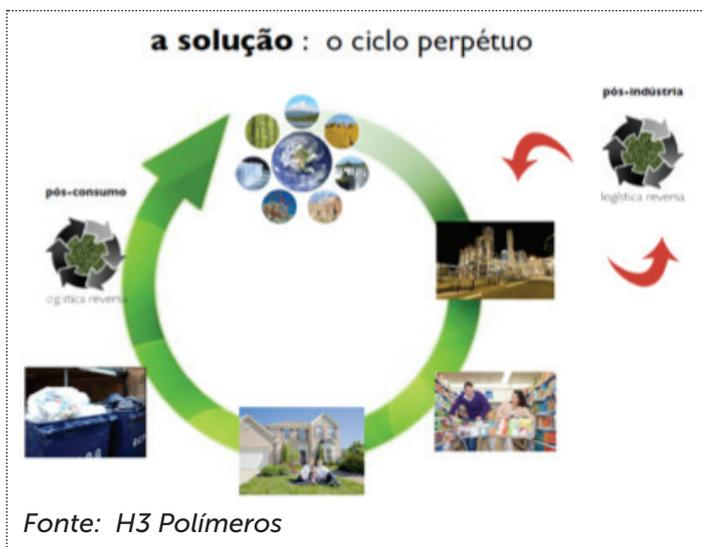 a solução : o ciclo perpétuo
pós-indústria
logística reversa
pós-consumo
logística reversa
Fonte: H3 Polímeros